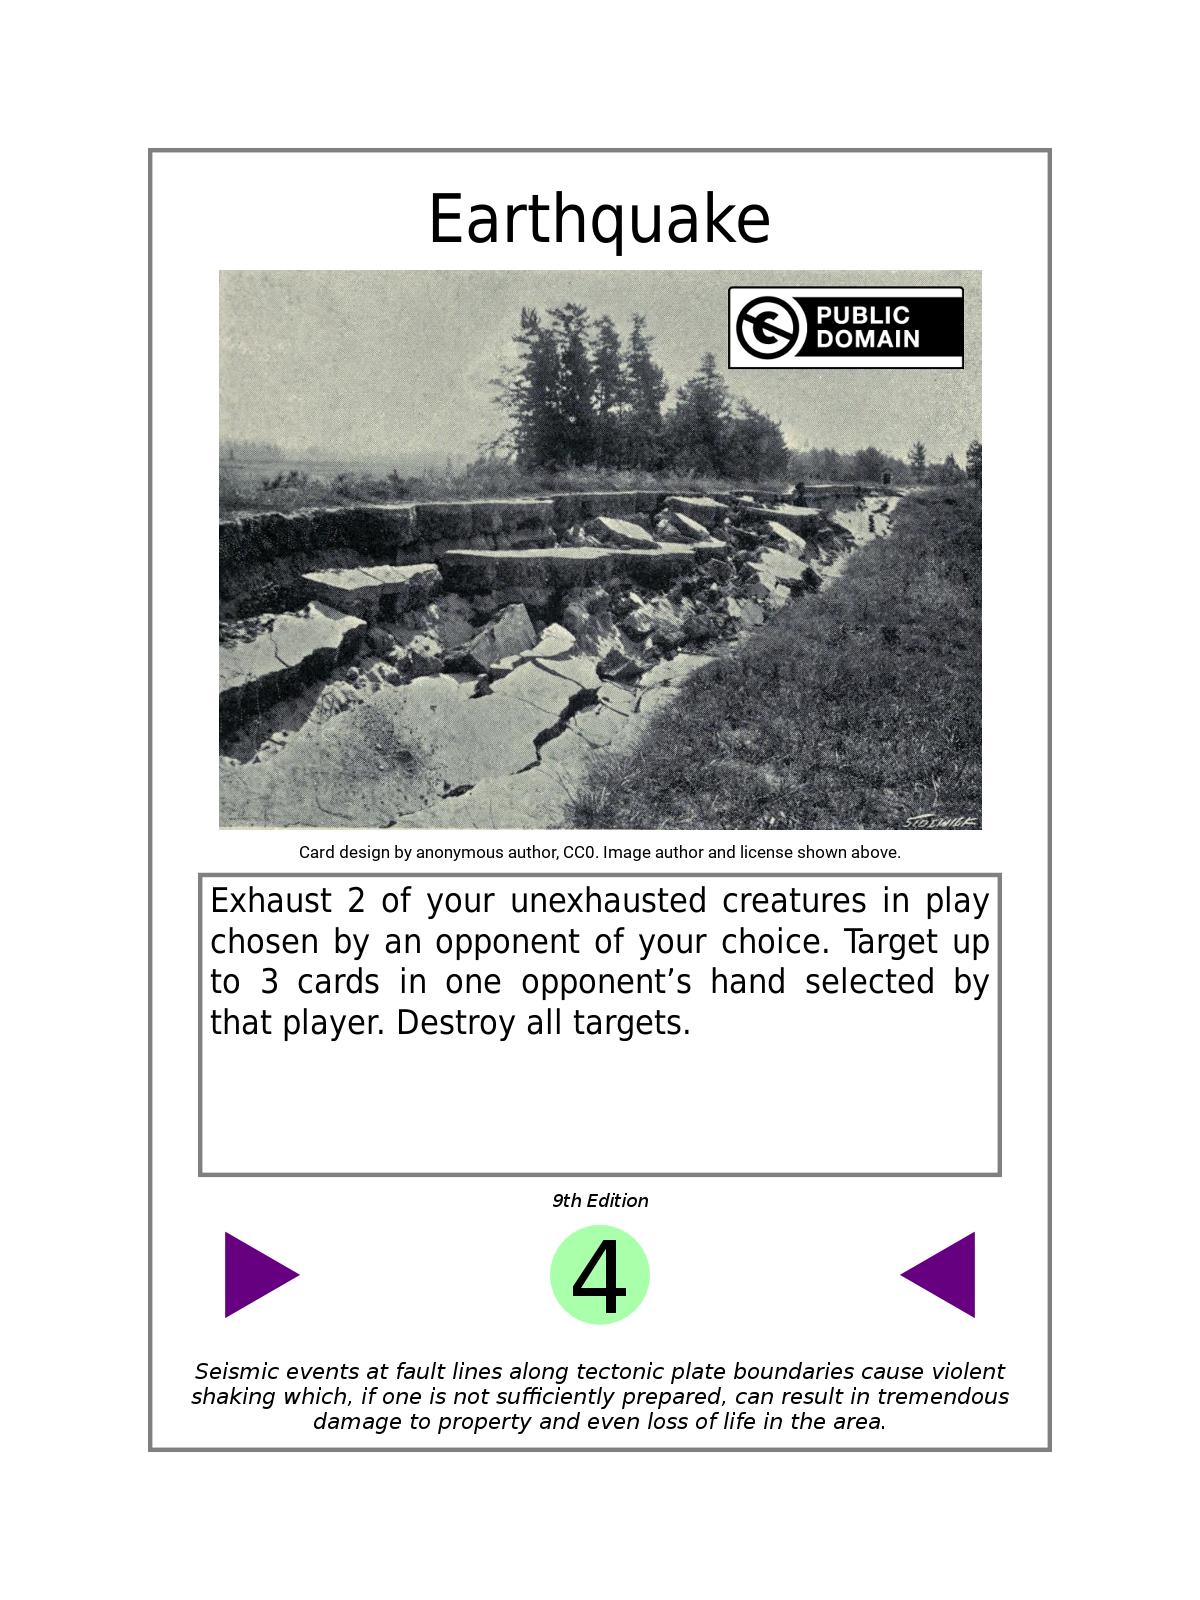 Earthquake
PUBLIC
DOMAIN
STDEWICK
Card design by anonymous author, CC0. Image author and license shown above.
Exhaust 2 of your unexhausted creatures in play
chosen by an opponent of your choice. Target up
to 3 cards in one opponent’s hand selected by
that player. Destroy all targets.
9th Edition
4
Seismic events at fault lines along tectonic plate boundaries cause violent
shaking which, if one is not sufficiently prepared, can result in tremendous
damage to property and even loss of life in the area.